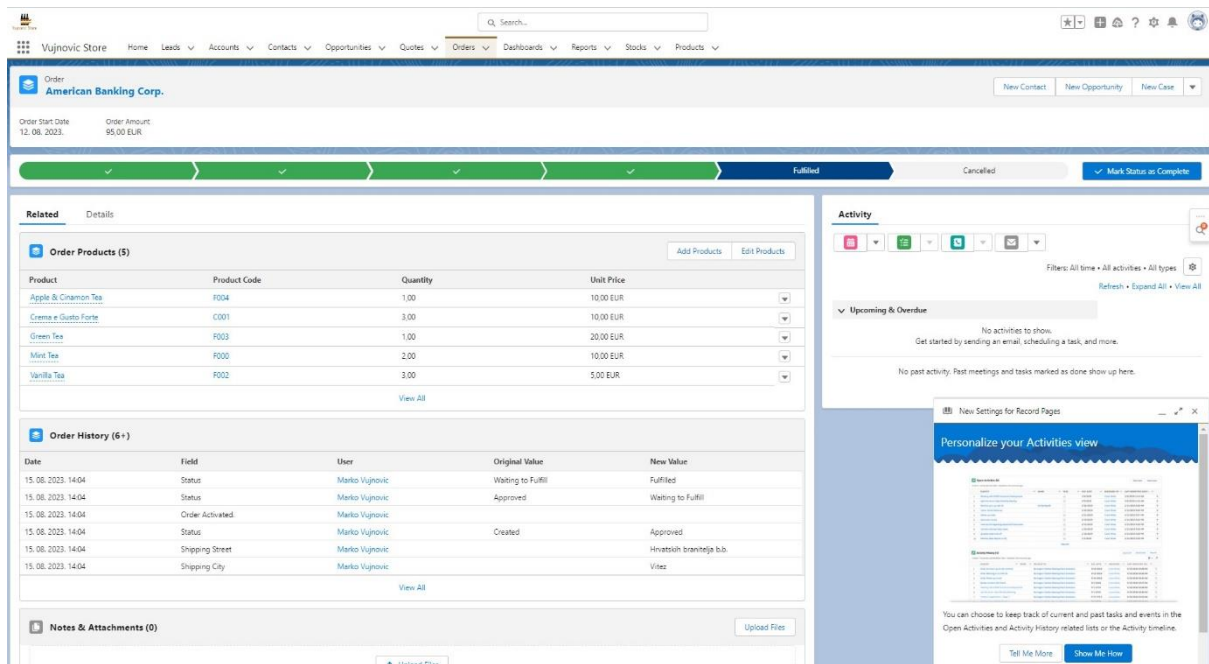 Search...
Vujnovic Store Home Leads Accounts Contacts Opportunities Quotes Orders Dashboards Reports Stocks Products
Order
American Banking Corp.
New Contact New Opportunity New Case
Order Start Date Order Amount
12. 08. 2023. 95,00 EUR
Fulfilled Cancelled Mark Status as Complete
Related Details
Order Products (5) Add Products Edit Products
Product Product Code Quantity Unit Price
Apple & Cinamon Tea F004 1,00 10,00 EUR
Crema e Gusto Forte C001 3,00 10,00 EUR
Green Tea F003 1,00 20,00 EUR
Mint Tea F000 2,00 10,00 EUR
Vanilla Tea F002 3,00 5,00 EUR
View All
Order History (6+)
Date Field User Original Value New Value
15. 08. 2023. 14:04 Status Marko Vujnovic Waiting to Fulfill Fulfilled
15. 08. 2023. 14:04 Status Marko Vujnovic Approved Waiting to Fulfill
15. 08. 2023. 14:04 Order Activated. Marko Vujnovic
15. 08. 2023. 14:04 Status Marko Vujnovic Created Approved
15. 08. 2023. 14:04 Shipping Street Marko Vujnovic Hrvatskih branitelja b.b.
15. 08. 2023. 14:04 Shipping City Marko Vujnovic Vitez
View All
Notes & Attachments (0) Upload Files
Upload Files
Activity
Filters: All time • All activities • All types
Refresh • Expand All • View All
Upcoming & Overdue
No activities to show.
Get started by sending an email, scheduling a task, and more.
No past activity. Past meetings and tasks marked as done show up here.
New Settings for Record Pages
Personalize your Activities view
You can choose to keep track of current and past tasks and events in the
Open Activities and Activity History related lists or the Activity timeline.
Tell Me More Show Me How